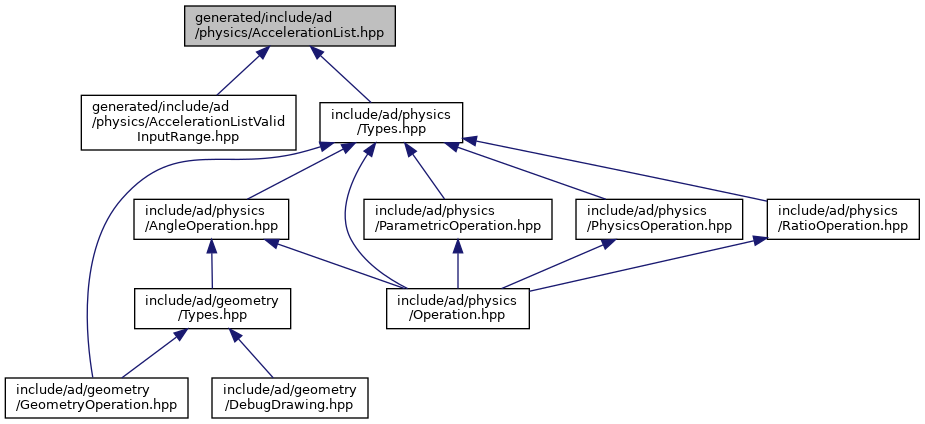 generated/include/ad
/physics/AccelerationList.hpp
generated/include/ad
/physics/AccelerationListValid
InputRange.hpp
include/ad/physics
/Types.hpp
include/ad/physics
/AngleOperation.hpp
include/ad/physics
/ParametricOperation.hpp
include/ad/physics
/PhysicsOperation.hpp
include/ad/physics
/RatioOperation.hpp
include/ad/geometry
/Types.hpp
include/ad/physics
/Operation.hpp
include/ad/geometry
/GeometryOperation.hpp
include/ad/geometry
/DebugDrawing.hpp